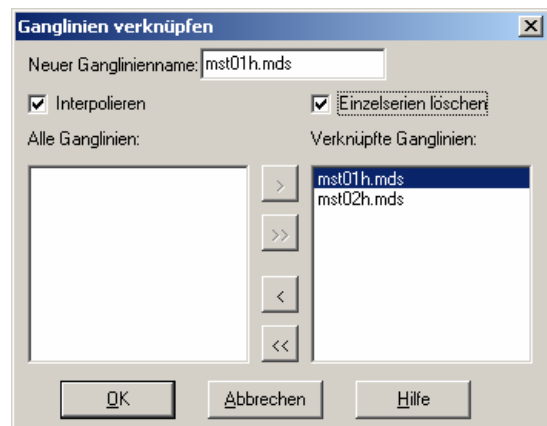 Ganglinien verknüpfen
Neuer Ganglinienname: mst01h.mds
Interpolieren
Einzelserien löschen
Alle Ganglinien:
Verknüpfte Ganglinien:
>
>>
<
<<
mst01h.mds
mst02h.mds
OK
Abbrechen
Hilfe